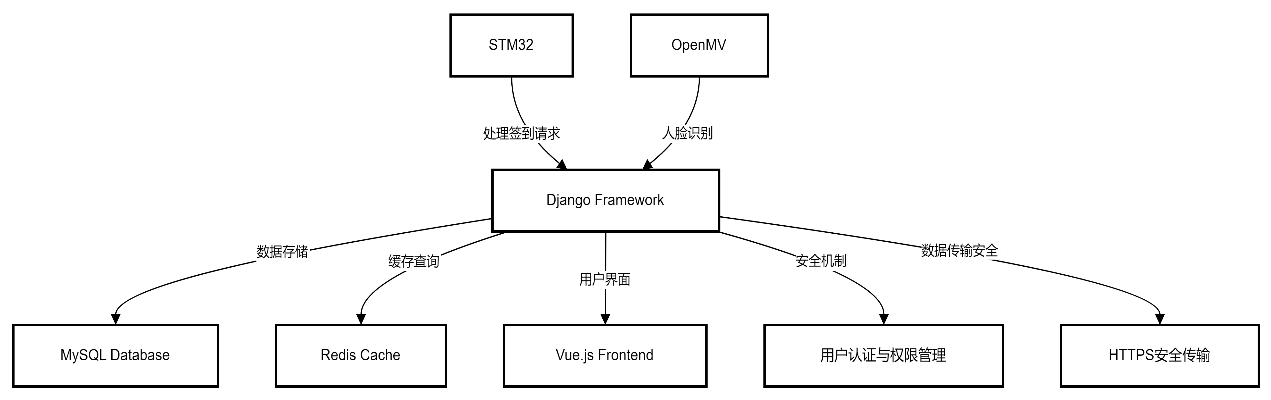 STM32
OpenMV
处理签到请求
人脸识别
Django Framework
数据存储
缓存查询
用户界面
安全机制
数据传输安全
MySQL Database
Redis Cache
Vue.js Frontend
用户认证与权限管理
HTTPS安全传输